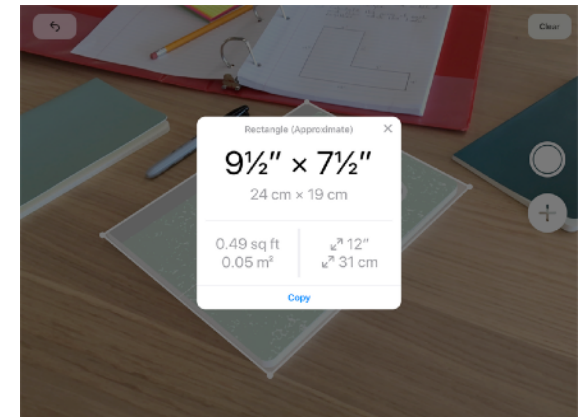 Clear
Rectangle (Approximate)
9½″ × 7½″
24 cm × 19 cm
0.49 sq ft
0.05 m²
12″
31 cm
Copy